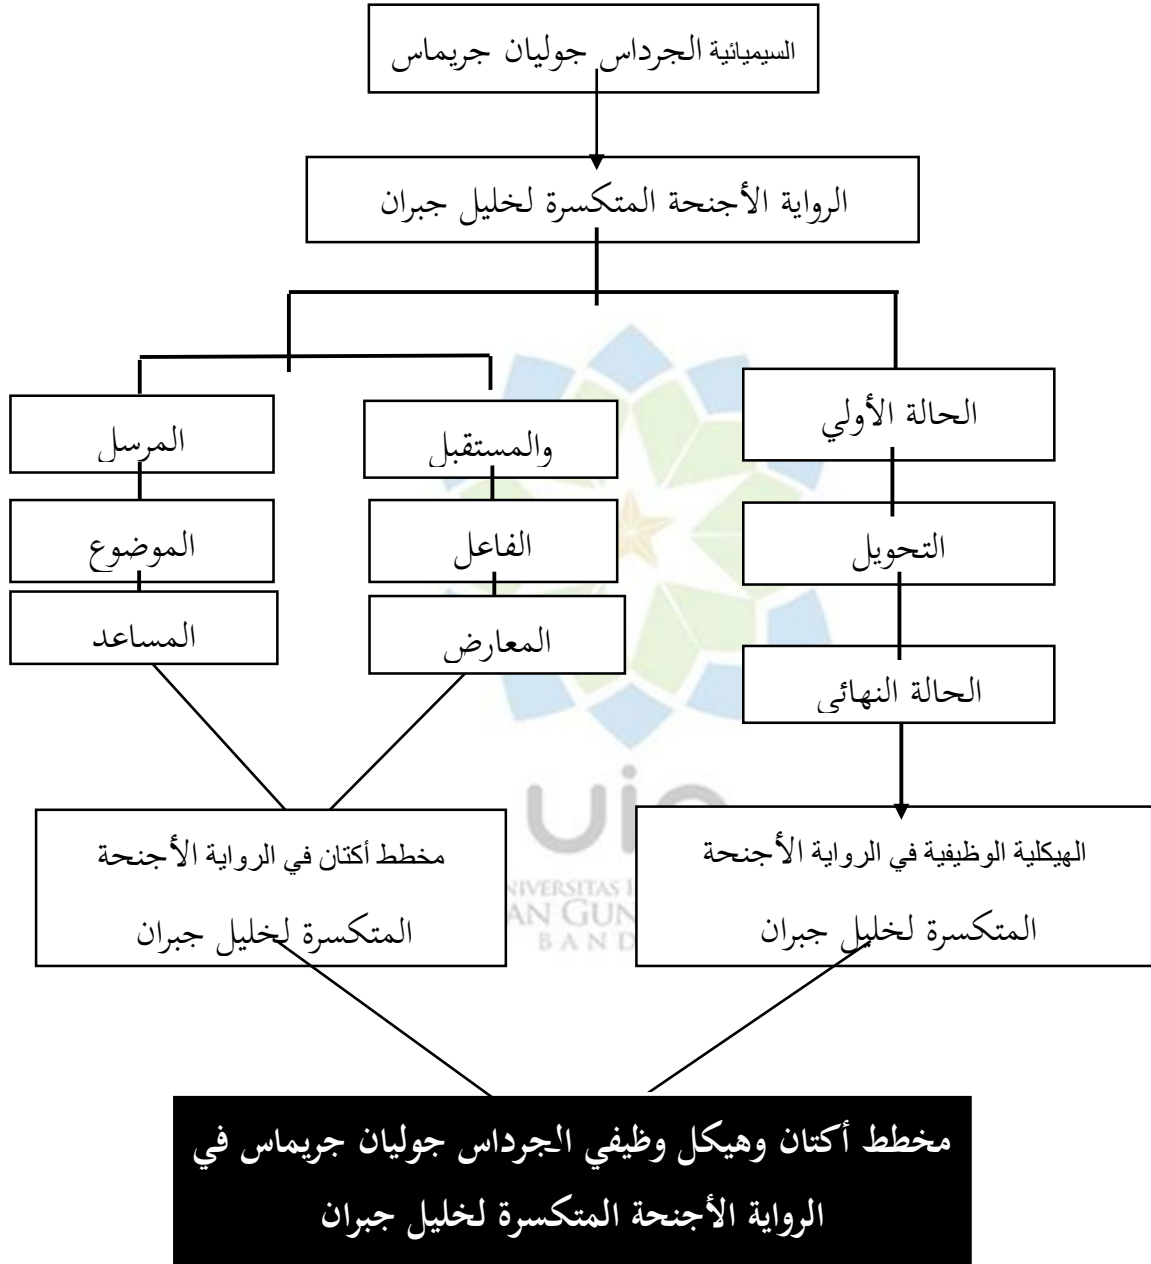 السيميائية الجرداس جوليان جريماس
الرواية الأجنحة المتكسرة لخليل جبران
الحالة الأولي
والمستقبل
المرسل
التحويل
الفاعل
الموضوع
الحالة النهائي
المعارض
المساعد
الهيكلية الوظيفية في الرواية الأجنحة
المتكسرة لخليل جبران
مخطط أكتان في الرواية الأجنحة
المتكسرة لخليل جبران
مخطط أكتان وهيكل وظيفي الجرداس جوليان جريماس في
الرواية الأجنحة المتكسرة لخليل جبران